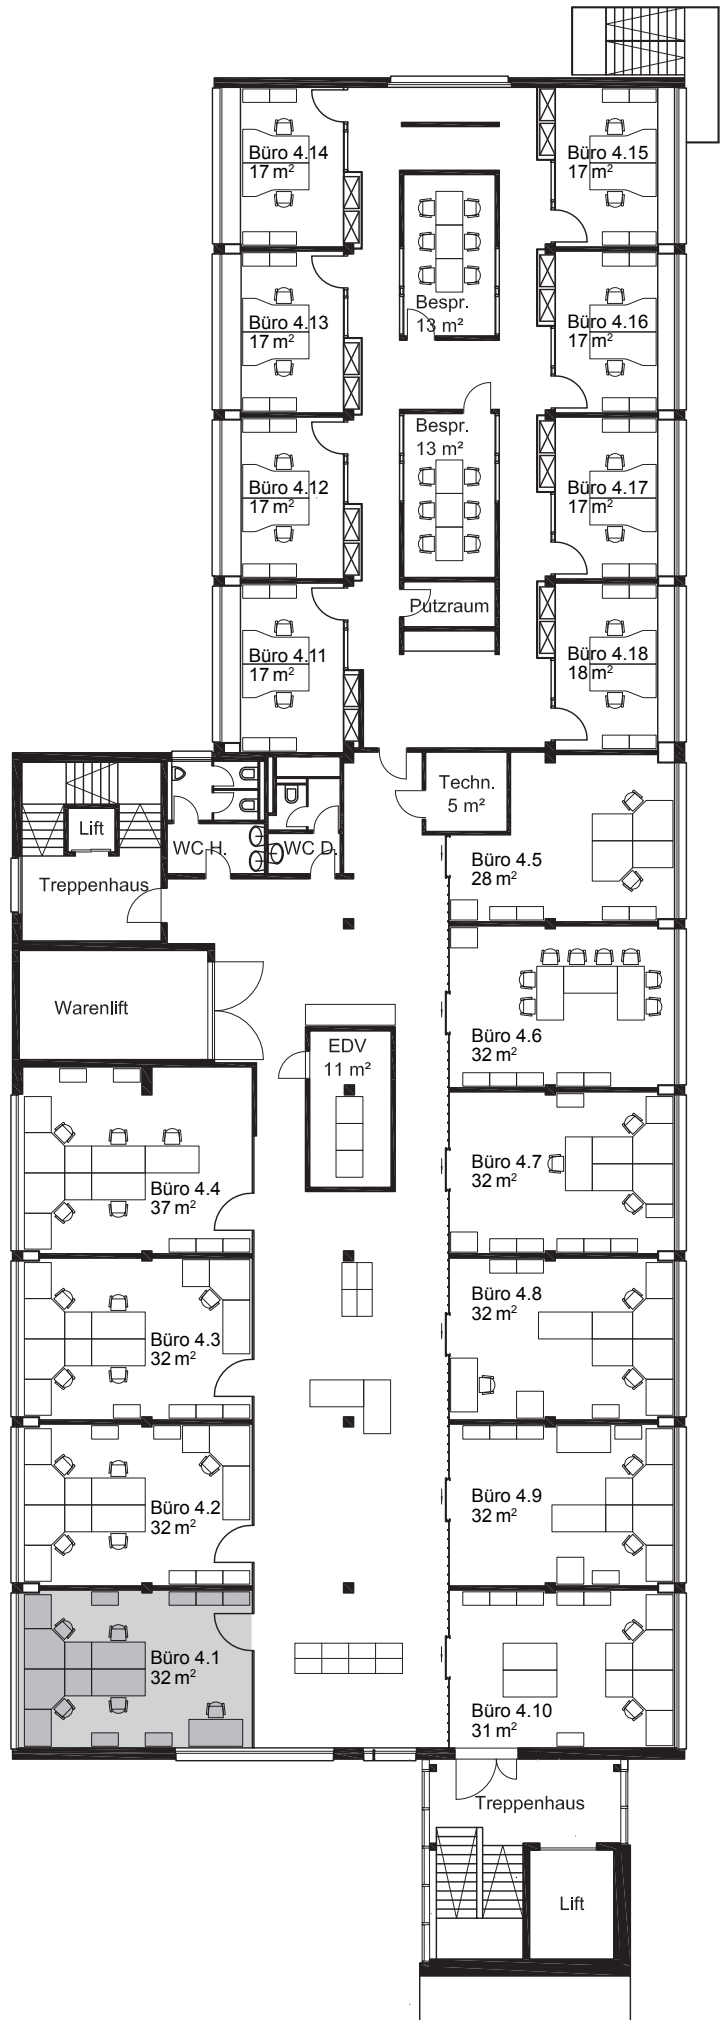 Büro 4.14
17 m²
Büro 4.15
17 m²
Bespr.
13 m²
Büro 4.13
17 m²
Büro 4.16
17 m²
Bespr.
13 m²
Büro 4.12
17 m²
Büro 4.17
17 m²
Putzraum
Büro 4.11
17 m²
Büro 4.18
18 m²
Techn.
5 m²
Lift
WC H.
WC D.
Treppenhaus
Büro 4.5
28 m²
Warenlift
EDV
11 m²
Büro 4.6
32 m²
Büro 4.4
37 m²
Büro 4.7
32 m²
Büro 4.3
32 m²
Büro 4.8
32 m²
Büro 4.2
32 m²
Büro 4.9
32 m²
Büro 4.1
32 m²
Büro 4.10
31 m²
Treppenhaus
Lift